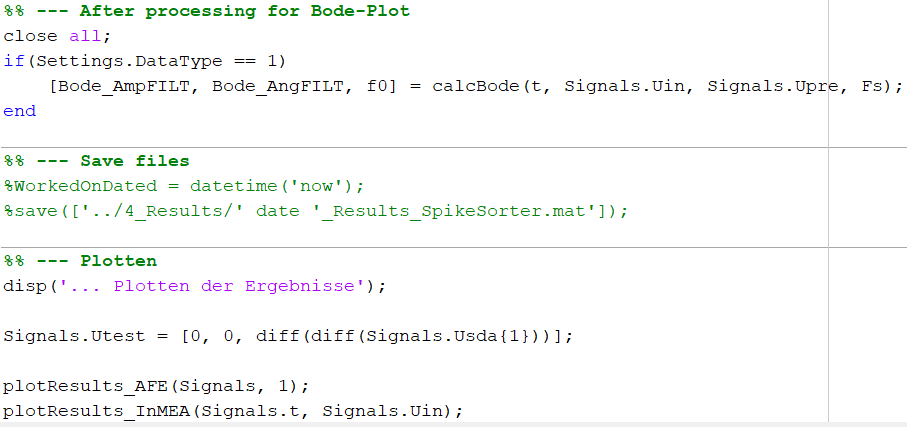 %% --- After processing for Bode-Plot
close all;
if(Settings.DataType == 1)
    [Bode_AmpFILT, Bode_AngFILT, f0] = calcBode(t, Signals.Uin, Signals.Upre, Fs);
end
%% --- Save files
%WorkedOnDated = datetime('now');
%save(['../4_Results/' date '_Results_SpikeSorter.mat']);
%% --- Plotten
disp('... Plotten der Ergebnisse');
Signals.Utest = [0, 0, diff(diff(Signals.Usda{1}))];
plotResults_AFE(Signals, 1);
plotResults_InMEA(Signals.t, Signals.Uin);